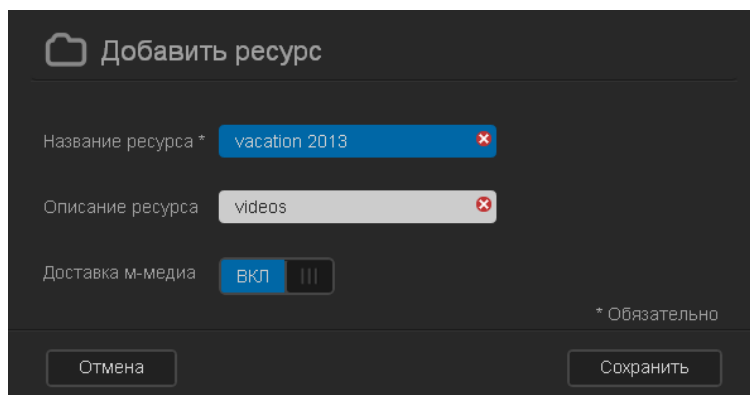 Добавить ресурс
Название ресурса * vacation 2013
Описание ресурса videos
Доставка м-медиа ВКЛ
* Обязательно
Отмена Сохранить